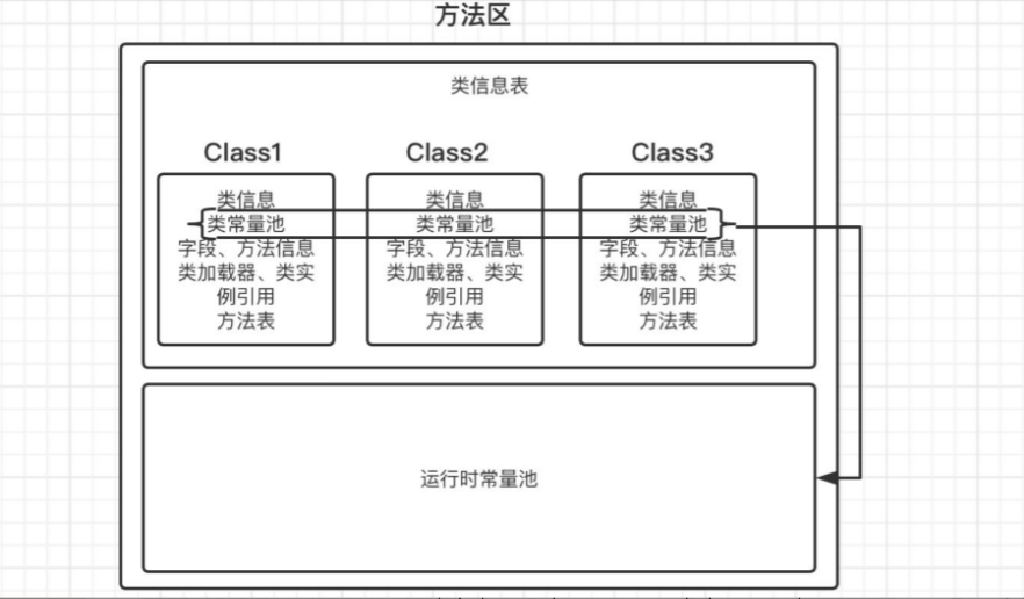 方法区
类信息表
Class1
Class2
Class3
类信息
类常量池
字段、方法信息
类加载器、类实
例引用
方法表
类信息
类常量池
字段、方法信息
类加载器、类实
例引用
方法表
类信息
类常量池
字段、方法信息
类加载器、类实
例引用
方法表
运行时常量池